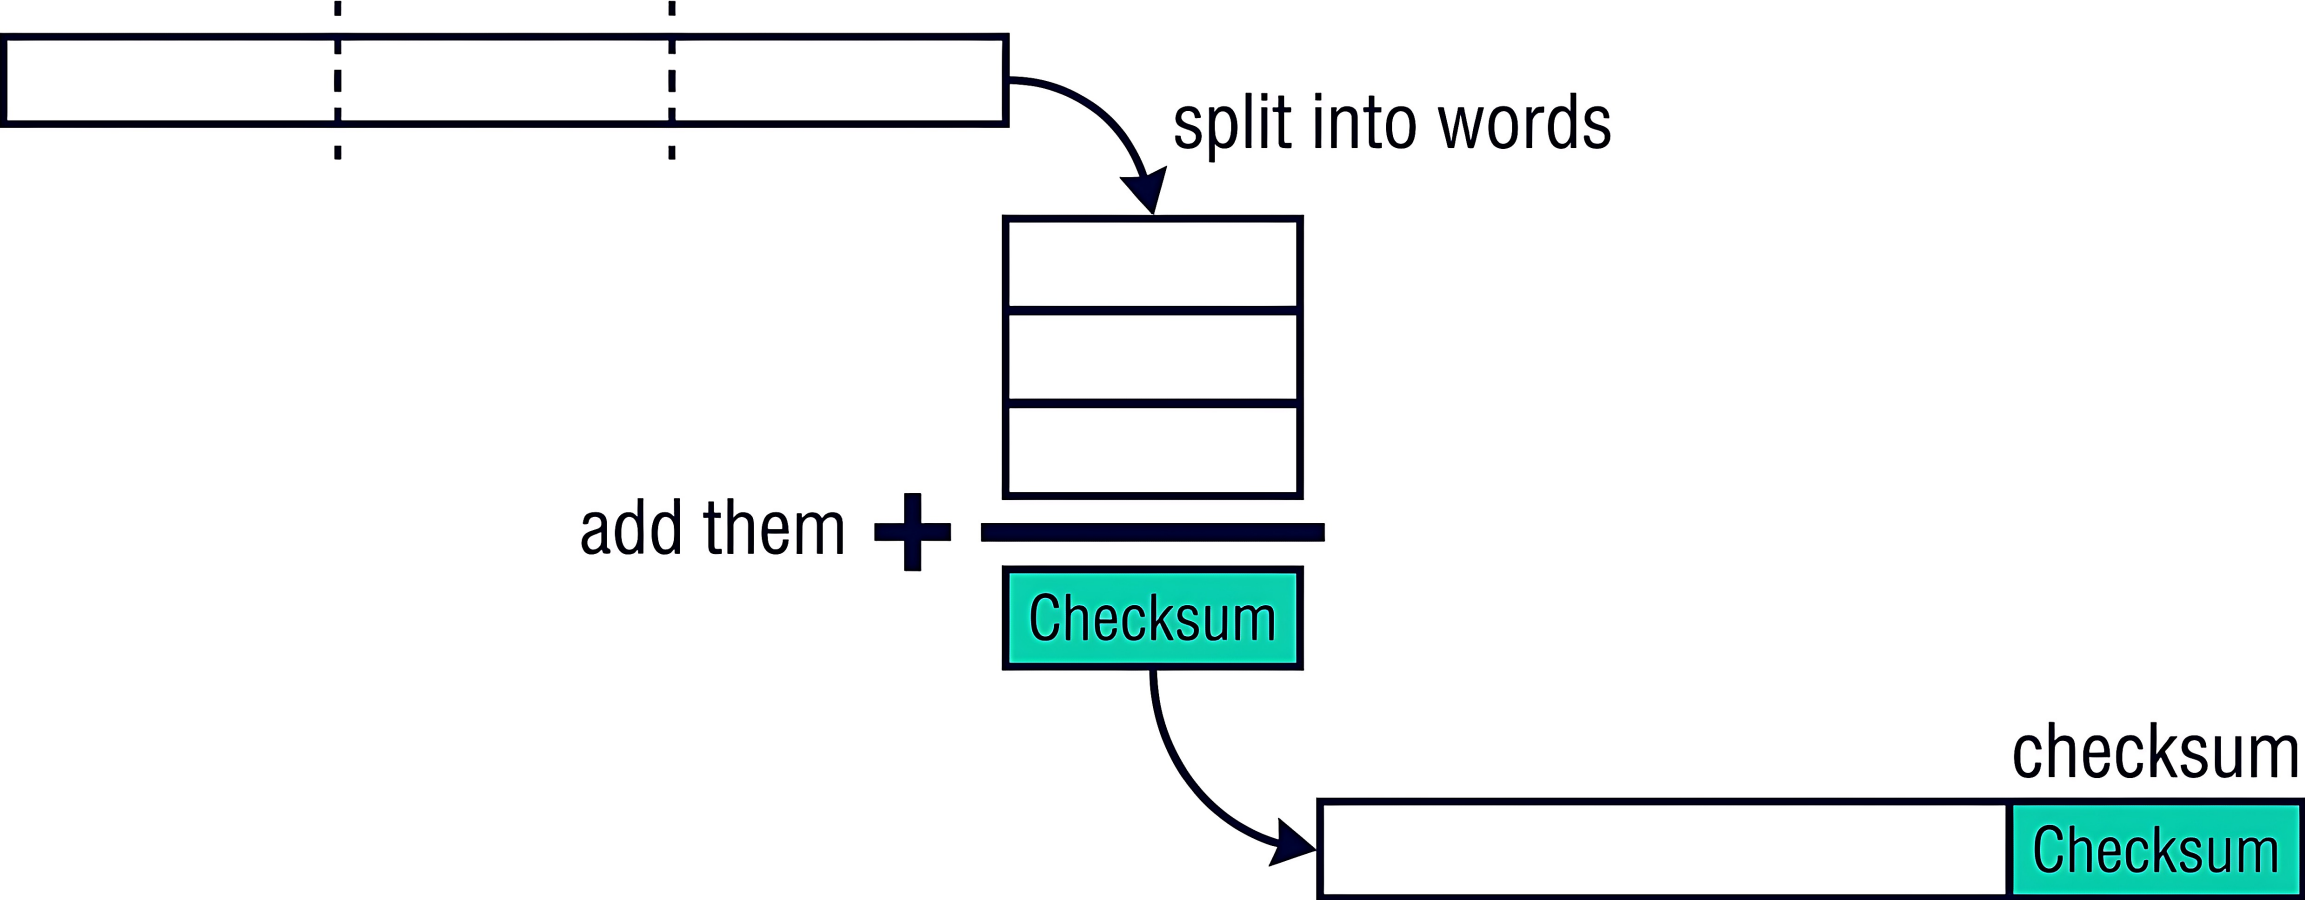 split into words
add them +
Checksum
checksum
Checksum